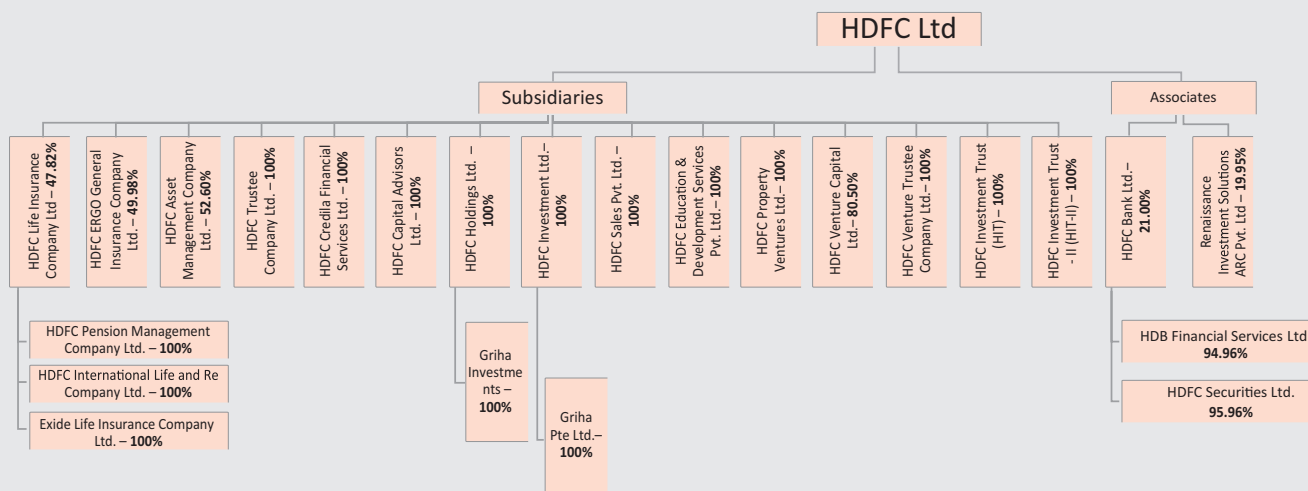 HDFC Ltd
Subsidiaries
Associates
HDFC Life Insurance
Company Ltd – 47.82%
HDFC ERGO General
Insurance Company
Ltd. – 49.98%
HDFC Asset
Management Company
Ltd. – 52.60%
HDFC Trustee
Company Ltd. – 100%
HDFC Credila Financial
Services Ltd. – 100%
HDFC Capital Advisors
Ltd. – 100%
HDFC Holdings Ltd. –
100%
HDFC Investment Ltd.–
100%
HDFC Sales Pvt. Ltd. –
100%
HDFC Education &
Development Services
Pvt. Ltd.– 100%
HDFC Property
Ventures Ltd.– 100%
HDFC Venture Capital
Ltd.– 80.50%
HDFC Venture Trustee
Company Ltd.– 100%
HDFC Investment Trust
(HIT) – 100%
HDFC Investment Trust
- II (HIT-II) – 100%
HDFC Bank Ltd.–
21.00%
Renaissance
Investment Solutions
ARC Pvt. Ltd – 19.95%
HDFC Pension Management
Company Ltd. – 100%
HDFC International Life and Re
Company Ltd. – 100%
Exide Life Insurance Company
Ltd. – 100%
Griha
Investme
nts –
100%
Griha
Pte Ltd.–
100%
HDB Financial Services Ltd
94.96%
HDFC Securities Ltd.
95.96%